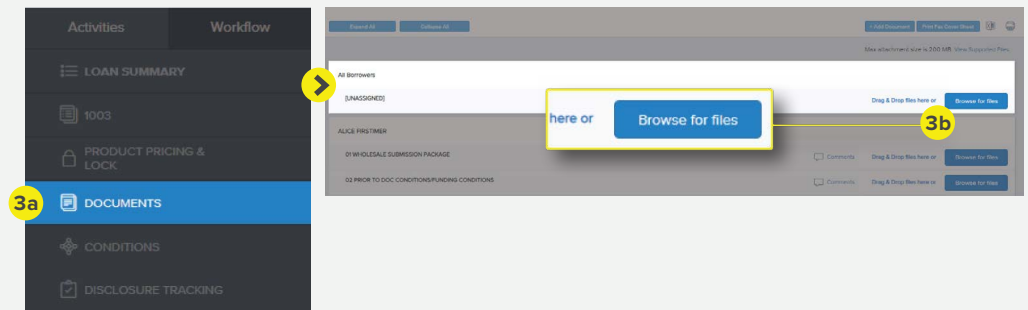 Activities Workflow
LOAN SUMMARY
1003
PRODUCT PRICING &
LOCK
3a
DOCUMENTS
CONDITIONS
DISCLOSURE TRACKING
Expand All Collapse All
+ Add Document Print Fax Cover Sheet
Max attachment size is 200 MB. View Supported Files
All Borrowers
[UNASSIGNED] Drag & Drop files here or Browse for files
here or Browse for files
3b
ALICE FIRSTIMER
01 WHOLESALE SUBMISSION PACKAGE Comments Drag & Drop files here or Browse for files
02 PRIOR TO DOC CONDITIONS/FUNDING CONDITIONS Comments Drag & Drop files here or Browse for files